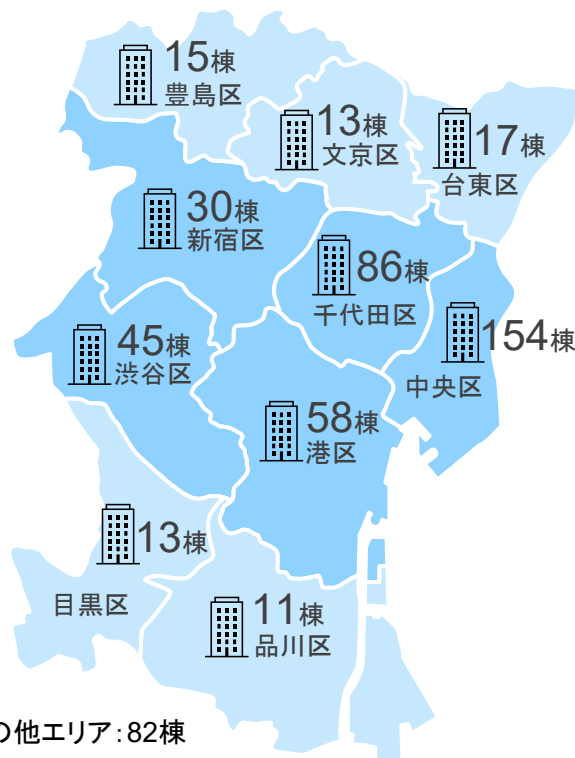 15棟
豊島区
13棟
文京区
17棟
台東区
30棟
新宿区
86棟
千代田区
154棟
中央区
45棟
渋谷区
58棟
港区
13棟
目黒区
11棟
品川区
の他エリア:82棟